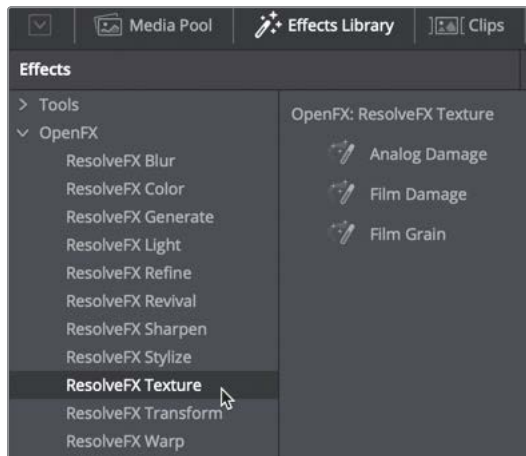 Media Pool
Effects Library
Clips
Effects
Tools
OpenFX
ResolveFX Blur
ResolveFX Color
ResolveFX Generate
ResolveFX Light
ResolveFX Refine
ResolveFX Revival
ResolveFX Sharpen
ResolveFX Stylize
ResolveFX Texture
ResolveFX Transform
ResolveFX Warp
OpenFX: ResolveFX Texture
Analog Damage
Film Damage
Film Grain